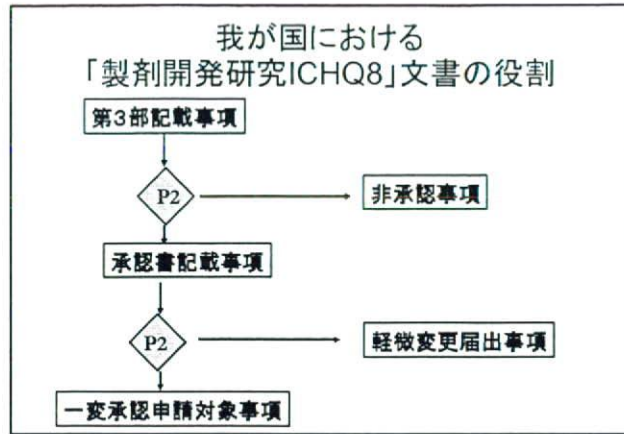 我が国における
「製剤開発研究ICHQ8」文書の役割
第3部記載事項
P2
非承認事項
承認書記載事項
P2
軽微変更届出事項
一変承認申請対象事項